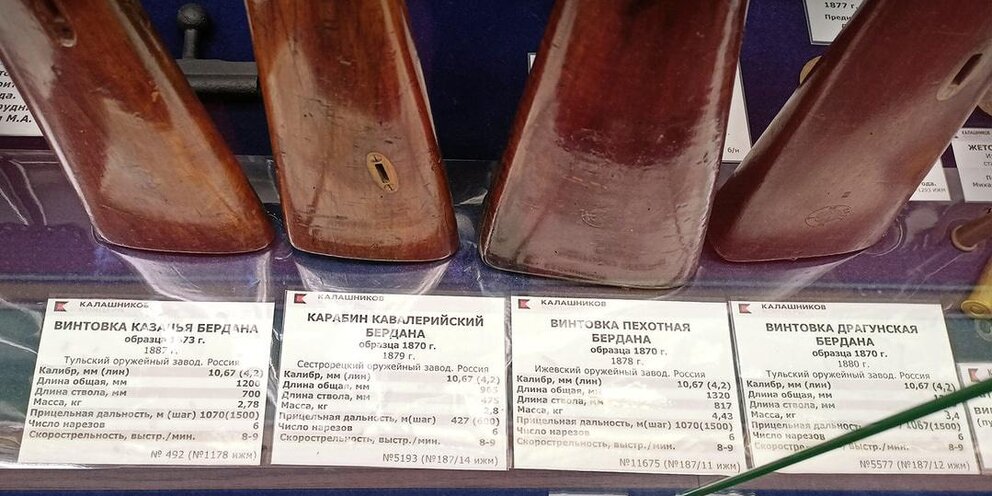 1877 г.
б/н
КАЛАШНИКОВ
ВИНТОВКА КАЗАЧЬЯ БЕРДАНА
образца 1873 г.
1887 г.
Тульский оружейный завод. Россия
Калибр, мм (лин) 10,67 (4,2)
Длина общая, мм 1200
Длина ствола, мм 700
Масса, кг 2,78
Прицельная дальность, м (шаг) 1070(1500)
Число нарезов 6
Скорострельность, выстр./мин. 8-9
№ 492 (№1178 ижм)
КАЛАШНИКОВ
КАРАБИН КАВАЛЕРИЙСКИЙ
БЕРДАНА
образца 1870 г.
1879 г.
Сестрорецкий оружейный завод. Россия
Калибр, мм (лин) 10,67 (4,2)
Длина общая, мм
Длина ствола, мм 475
Масса, кг 2,8
Прицельная дальность, м(шаг) 427 (600)
Число нарезов 6
Скорострельность, выстр./мин. 8-9
№5193 (№187/14 ижм)
КАЛАШНИКОВ
ВИНТОВКА ПЕХОТНАЯ
БЕРДАНА
образца 1870 г.
1878 г.
Ижевский оружейный завод. Россия
Калибр, мм (лин) 10,67 (4,2)
Длина общая, мм 1320
Длина ствола, мм 817
Масса, кг 4,43
Прицельная дальность, м(шаг) 1070(1500)
Число нарезов 6
Скорострельность, выстр./мин. 8-9
№11675 (№187/11 ижм)
КАЛАШНИКОВ
ВИНТОВКА ДРАГУНСКАЯ
БЕРДАНА
образца 1870 г.
1880 г.
Тульский оружейный завод. Россия
Калибр, мм (лин) 10,67 (4,2)
Длина общая, мм
Длина ствола, мм
Масса, кг 3,4
Прицельная дальность, м 1067(1500)
Число нарезов 6
Скорострельность, выстр./мин. 8-9
№5577 (№187/12 ижм)